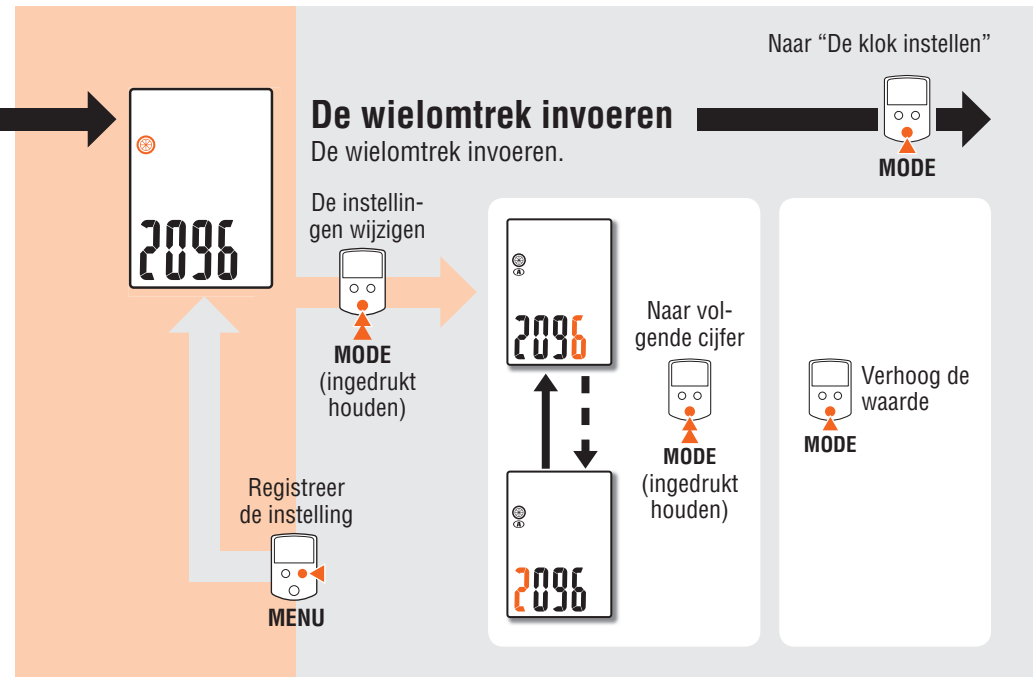 Naar “De klok instellen”
MODE
De wielomtrek invoeren
De wielomtrek invoeren.
2096
De instellin-
gen wijzigen
MODE
(ingedrukt
houden)
A
2096
Naar vol-
gende cijfer
MODE
(ingedrukt
houden)
A
2096
Verhoog de
waarde
MODE
Registreer
de instelling
MENU